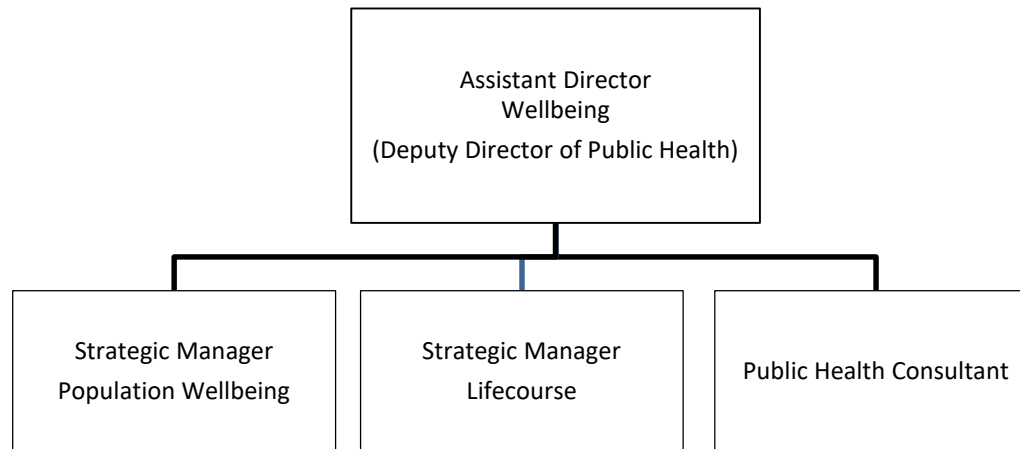 Assistant Director
Wellbeing
(Deputy Director of Public Health)
Strategic Manager
Population Wellbeing
Strategic Manager
Lifecourse
Public Health Consultant